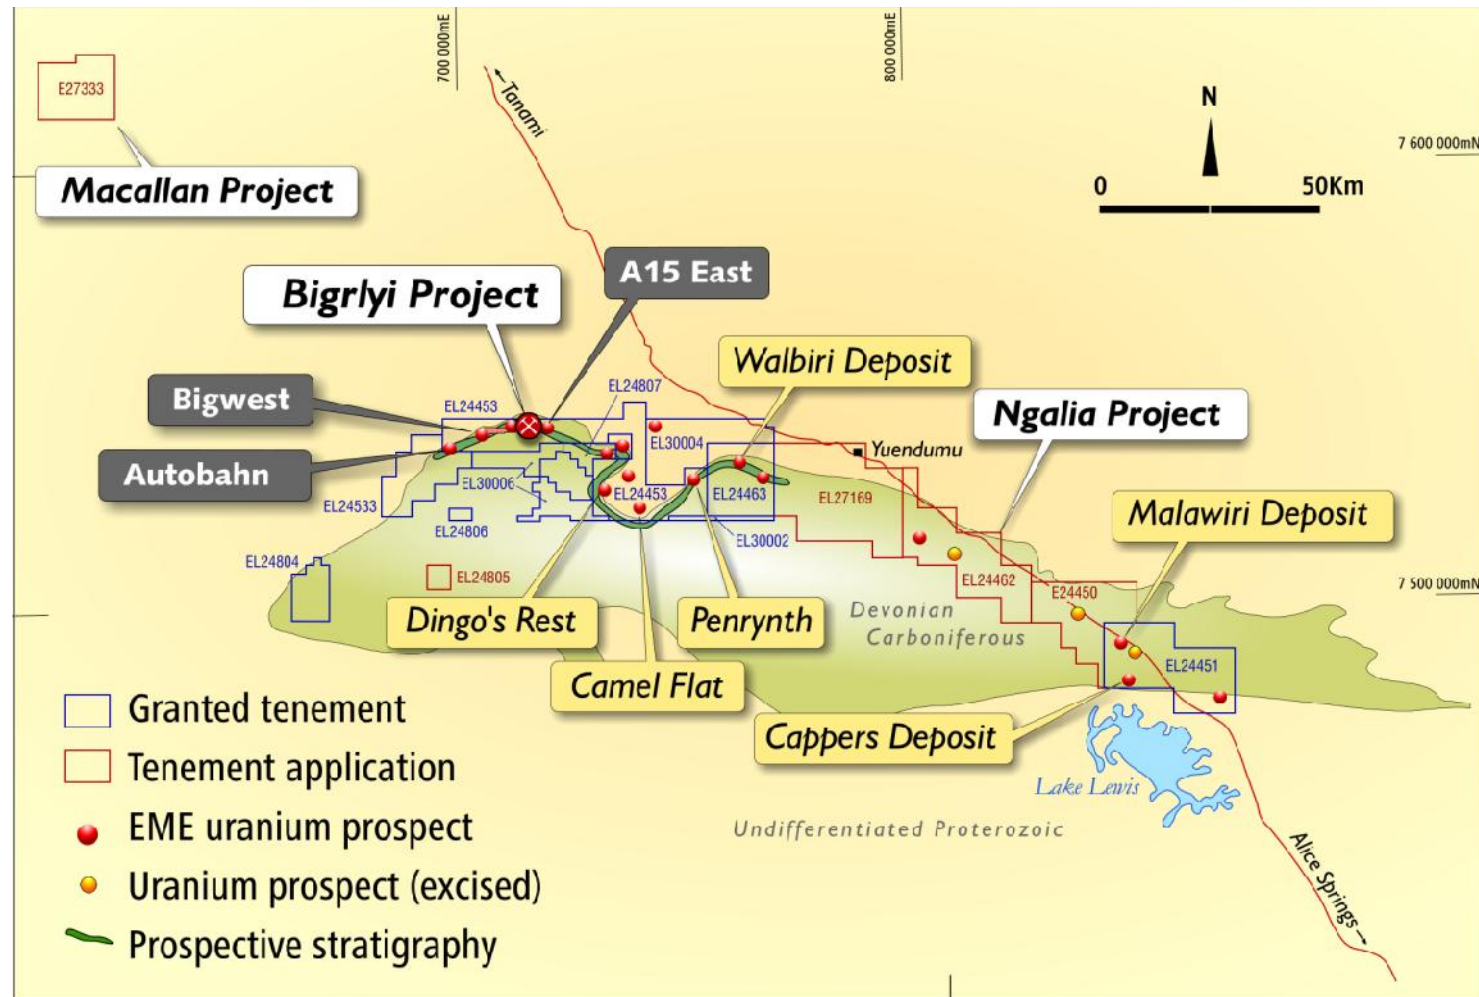 700 000mE
800 000mE
E27333
Tanami
N
7 600 000mN
Macallan Project
0
50Km
A15 East
Bigrlyi Project
Walbiri Deposit
EL24807
Bigwest
EL24453
Ngalia Project
EL30004
Yuendumu
Autobahn
EL30006
EL24453
EL24463
EL27169
EL24533
Malawiri Deposit
EL24806
EL30002
EL24804
EL24805
EL24462
E24450
7 500 000mN
Dingo's Rest
Penrynth
Devonian
Carboniferous
EL24451
Camel Flat
Granted tenement
Cappers Deposit
Tenement application
Lake Lewis
EME uranium prospect
Undifferentiated Proterozoic
Alice Springs
Uranium prospect (excised)
Prospective stratigraphy